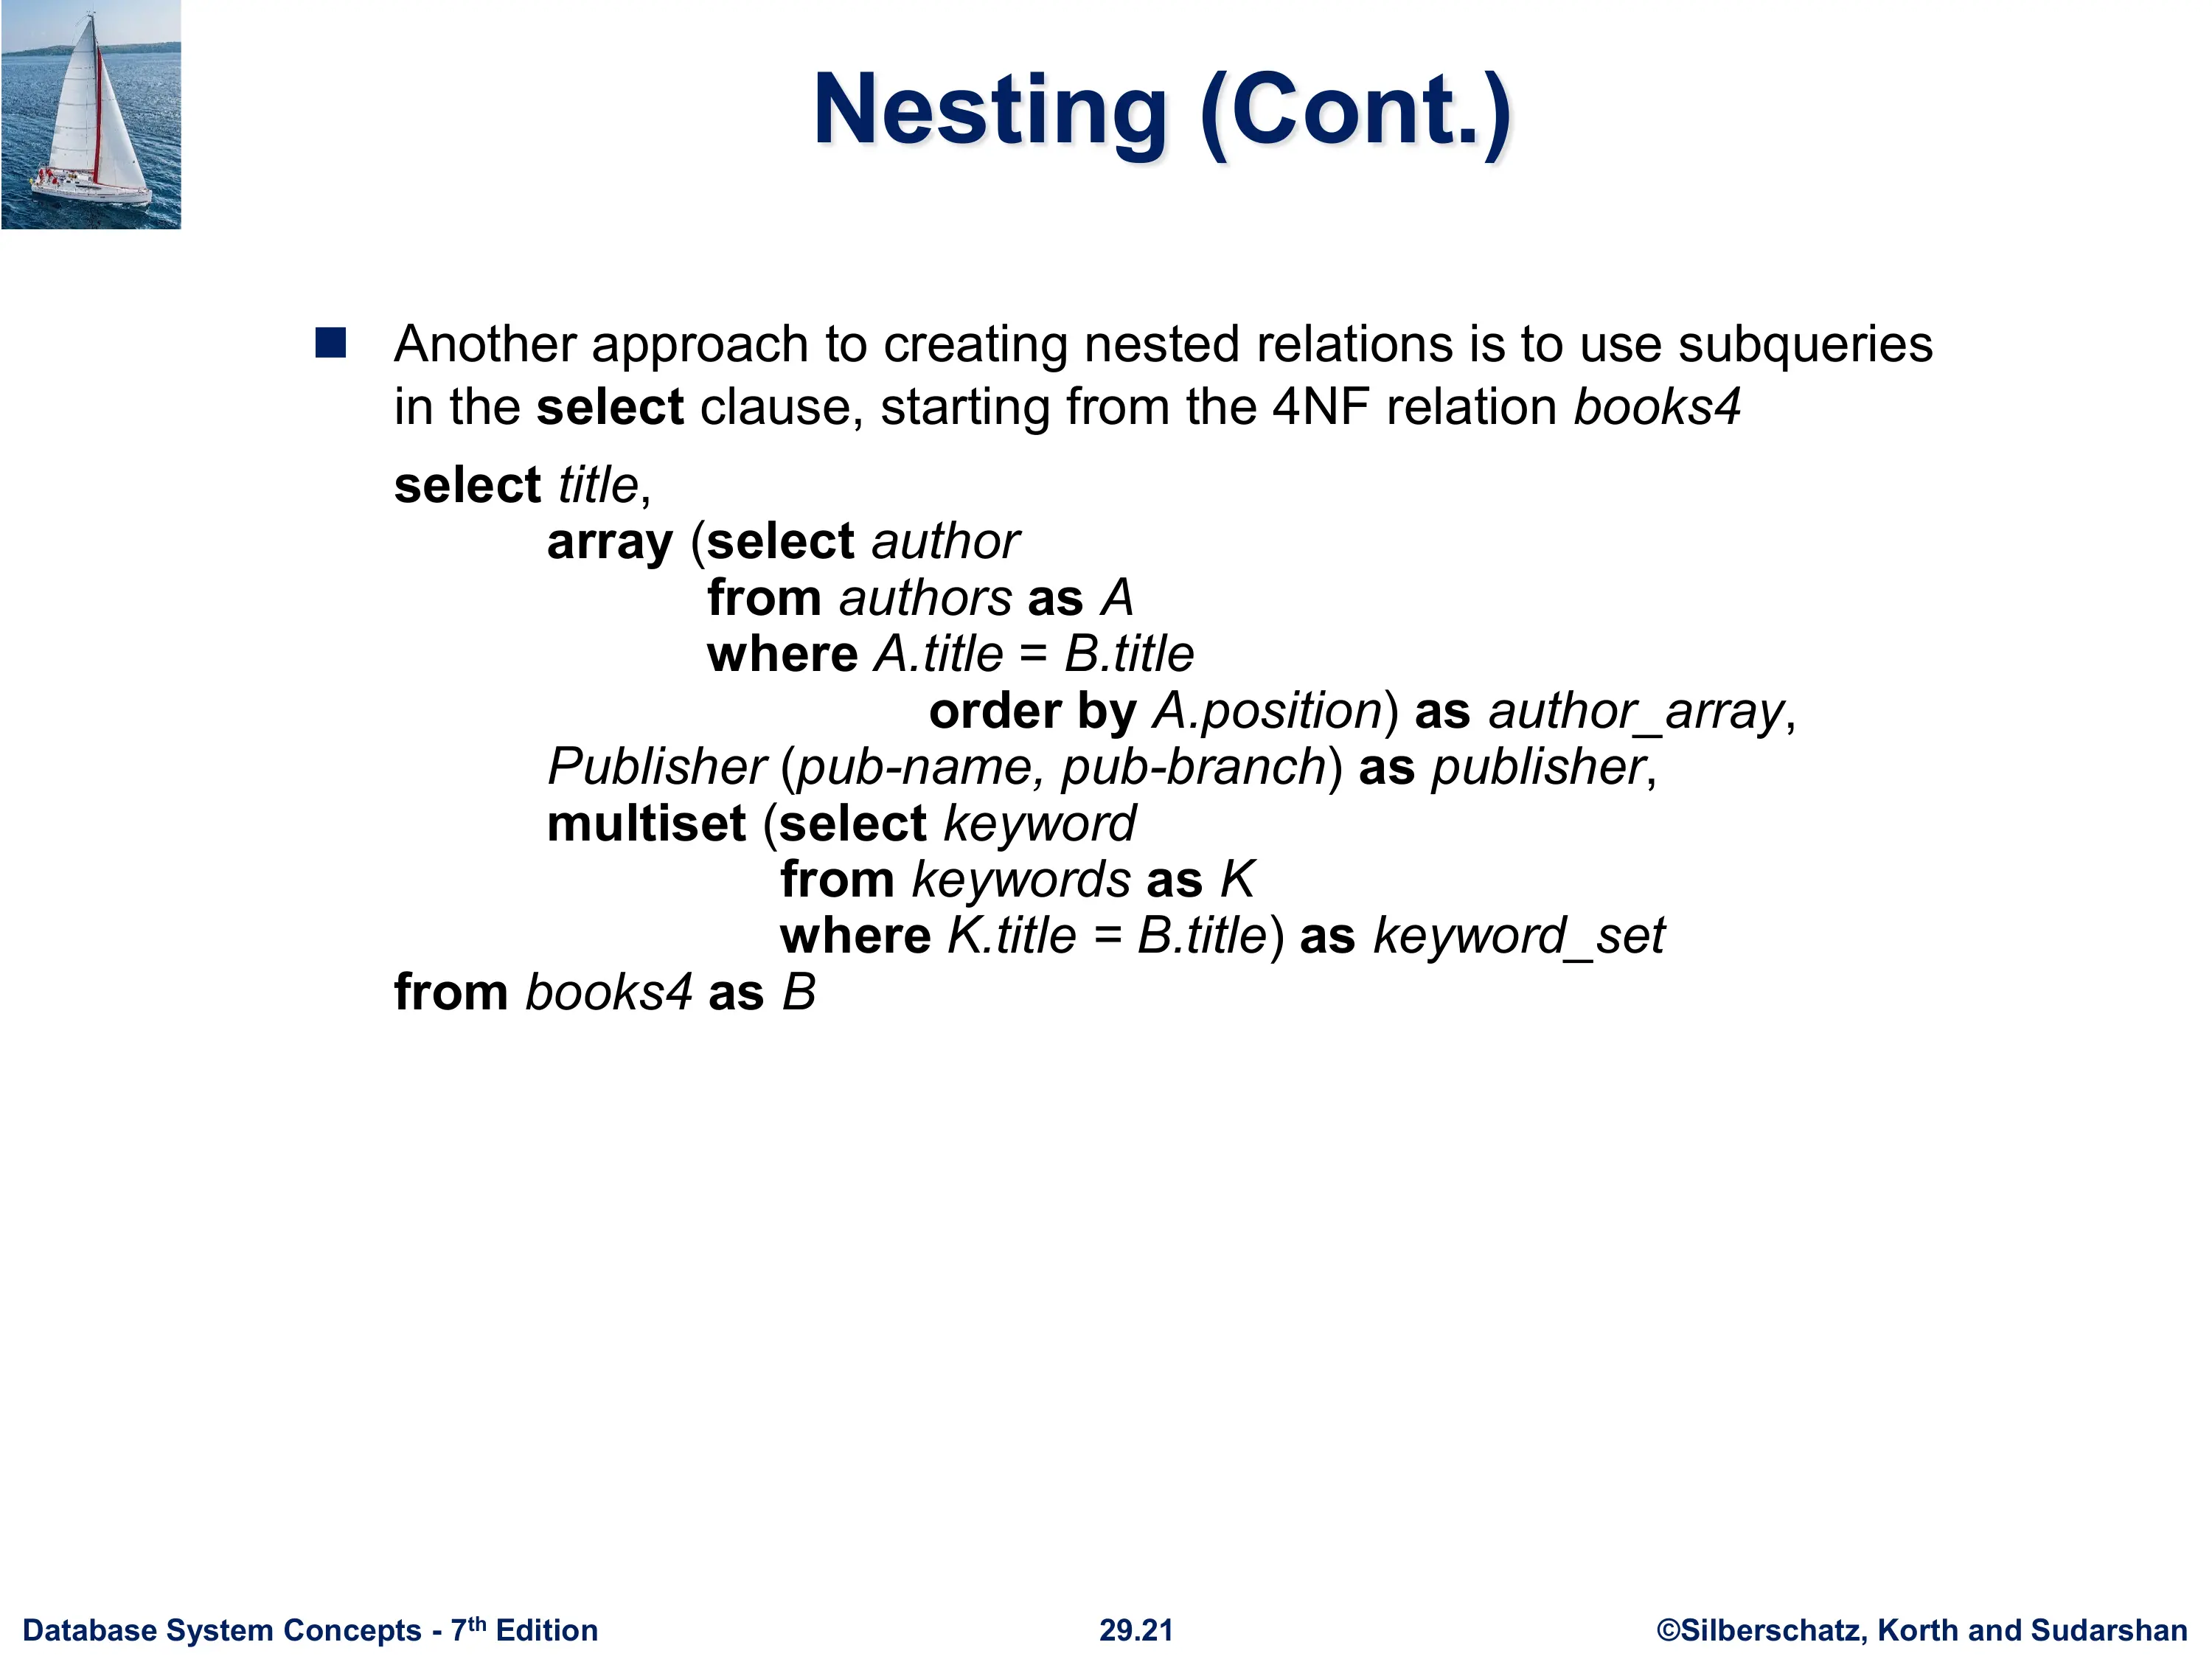 Nesting (Cont.)
Another approach to creating nested relations is to use subqueries
in the select clause, starting from the 4NF relation books4
select title,
array (select author
from authors as A
where A.title = B.title
order by A.position) as author_array,
Publisher (pub-name, pub-branch) as publisher,
multiset (select keyword
from keywords as K
where K.title = B.title) as keyword_set
from books4 as B
Database System Concepts - 7th Edition
29.21
©Silberschatz, Korth and Sudarshan